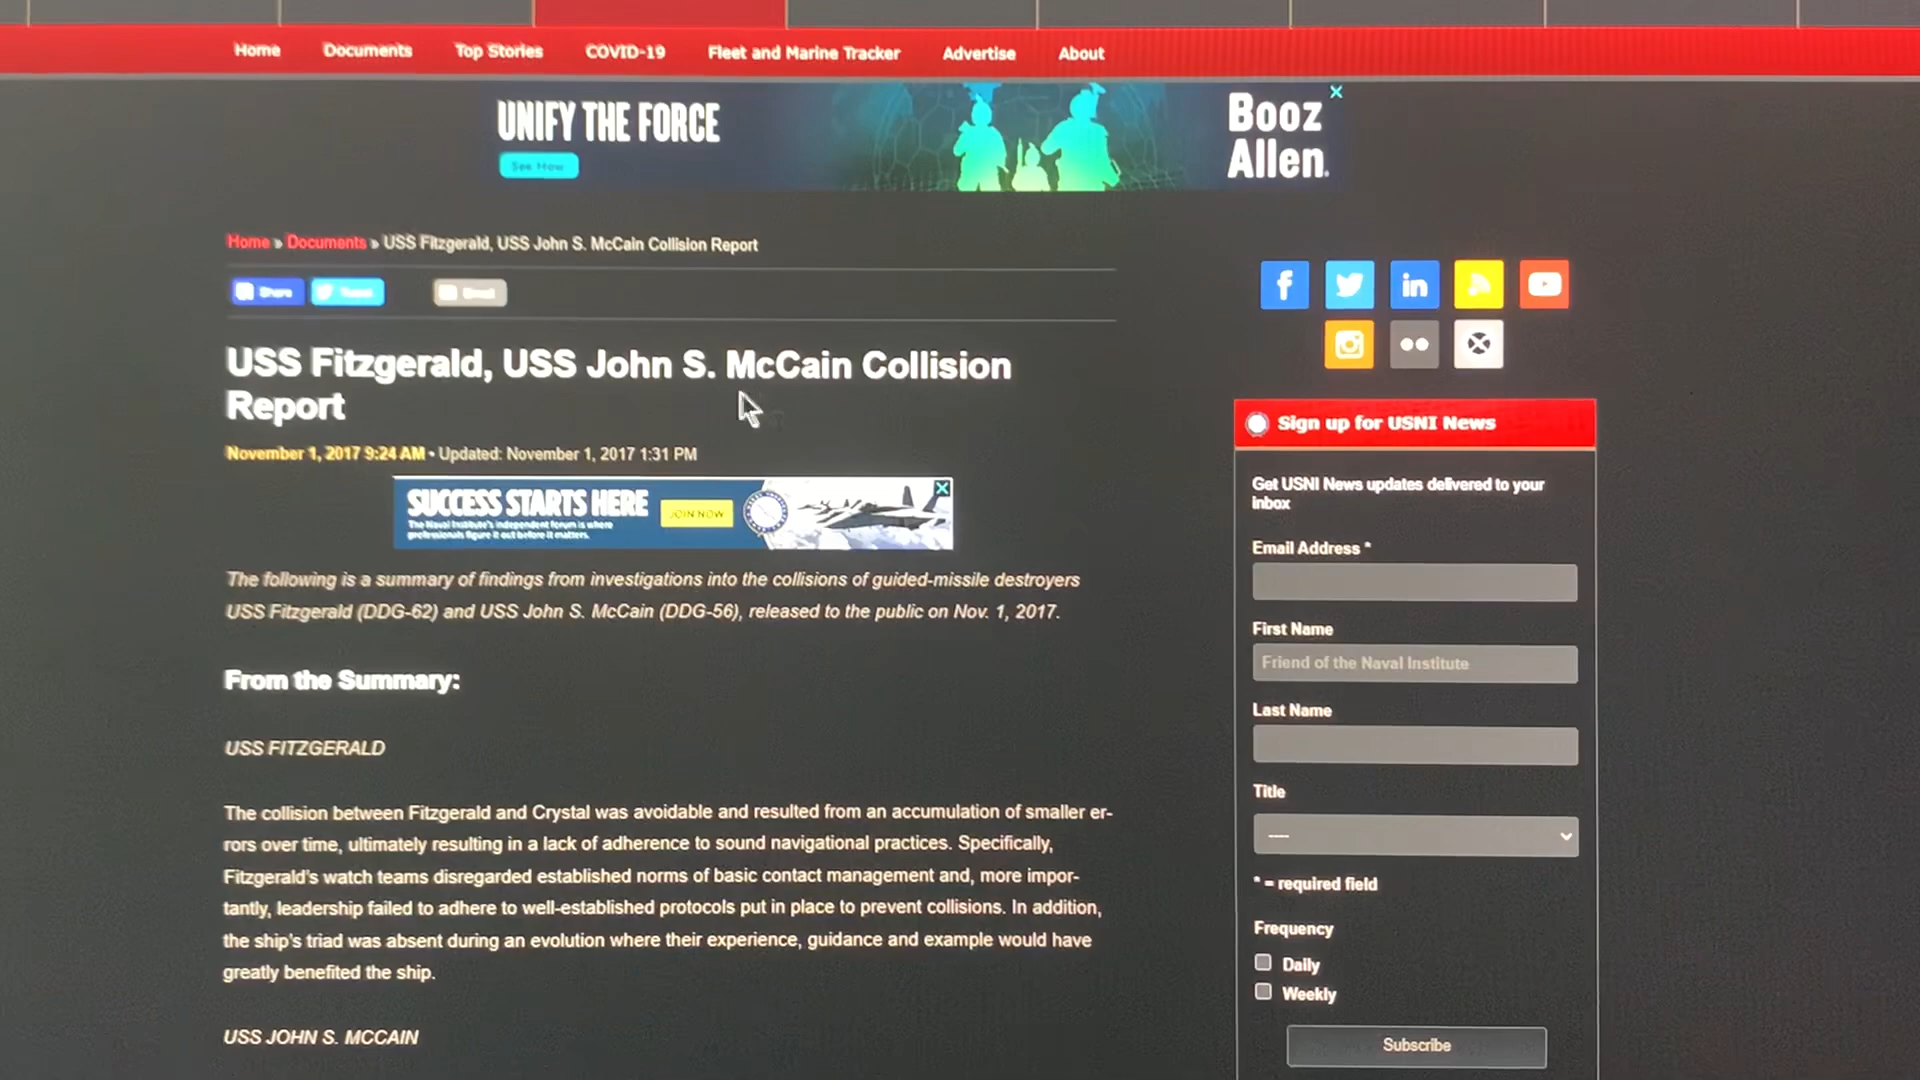 Home Documents Top Stories COVID-19 Fleet and Marine Tracker Advertise About
UNIFY THE FORCE
See How
Booz
Allen.
Home » Documents » USS Fitzgerald, USS John S. McCain Collision Report
Share Tweet Email
USS Fitzgerald, USS John S. McCain Collision
Report
November 1, 2017 9:24 AM • Updated: November 1, 2017 1:31 PM
SUCCESS STARTS HERE
The Naval Institute's independent forum is where
professionals figure it out before it matters.
JOIN NOW
The following is a summary of findings from investigations into the collisions of guided-missile destroyers
USS Fitzgerald (DDG-62) and USS John S. McCain (DDG-56), released to the public on Nov. 1, 2017.
From the Summary:
USS FITZGERALD
The collision between Fitzgerald and Crystal was avoidable and resulted from an accumulation of smaller er-
rors over time, ultimately resulting in a lack of adherence to sound navigational practices. Specifically,
Fitzgerald's watch teams disregarded established norms of basic contact management and, more impor-
tantly, leadership failed to adhere to well-established protocols put in place to prevent collisions. In addition,
the ship's triad was absent during an evolution where their experience, guidance and example would have
greatly benefited the ship.
USS JOHN S. MCCAIN
Sign up for USNI News
Get USNI News updates delivered to your
inbox
Email Address *
First Name
Friend of the Naval Institute
Last Name
Title
----
* = required field
Frequency
Daily
Weekly
Subscribe